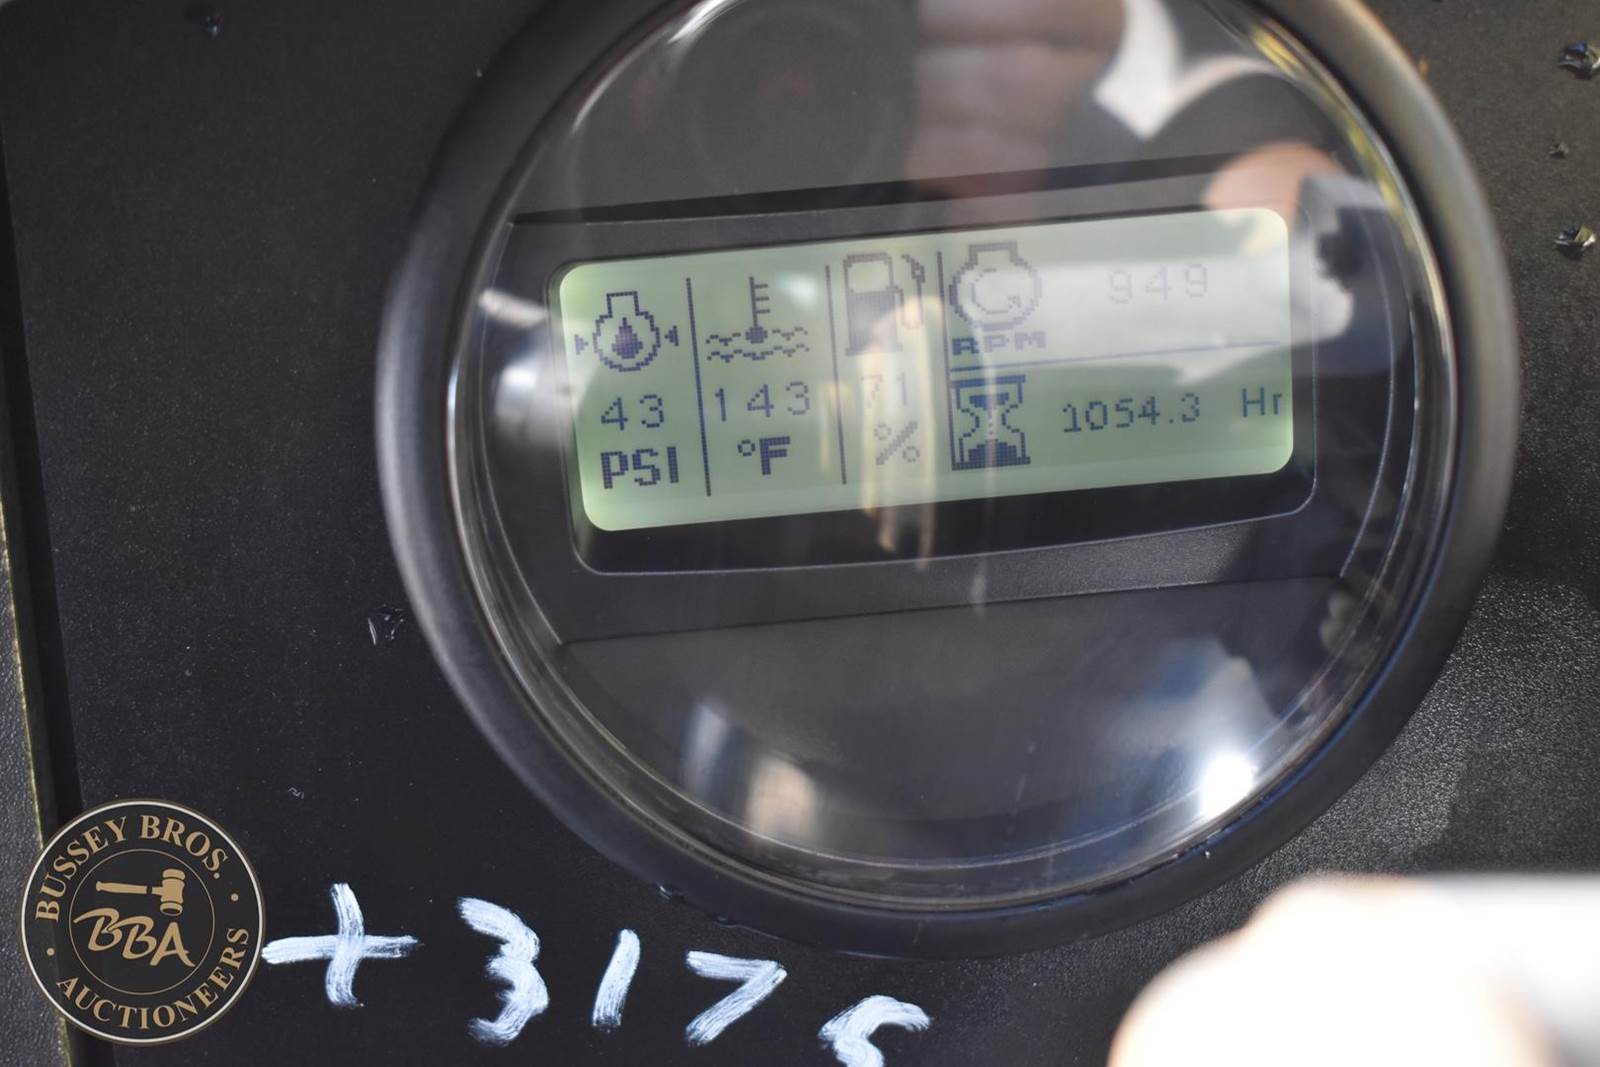 949
RPM
43 143 71 1054.3 Hr
PSI °F %
BUSSEY BROS.
BBA
AUCTIONEERS
+3175